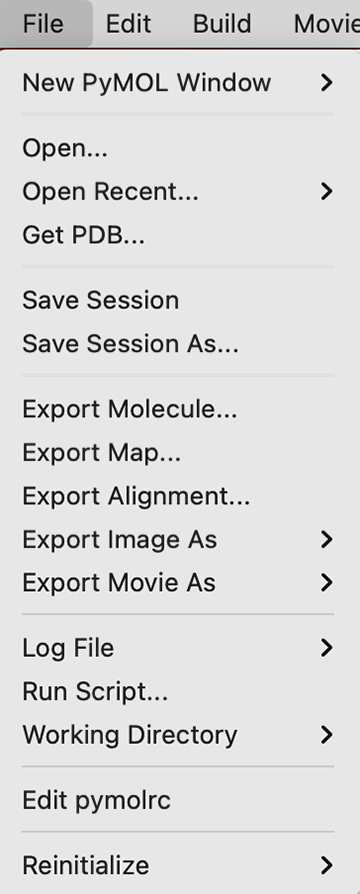 File Edit Build Movie
New PyMOL Window
Open...
Open Recent...
Get PDB...
Save Session
Save Session As...
Export Molecule...
Export Map...
Export Alignment...
Export Image As
Export Movie As
Log File
Run Script...
Working Directory
Edit pymolrc
Reinitialize